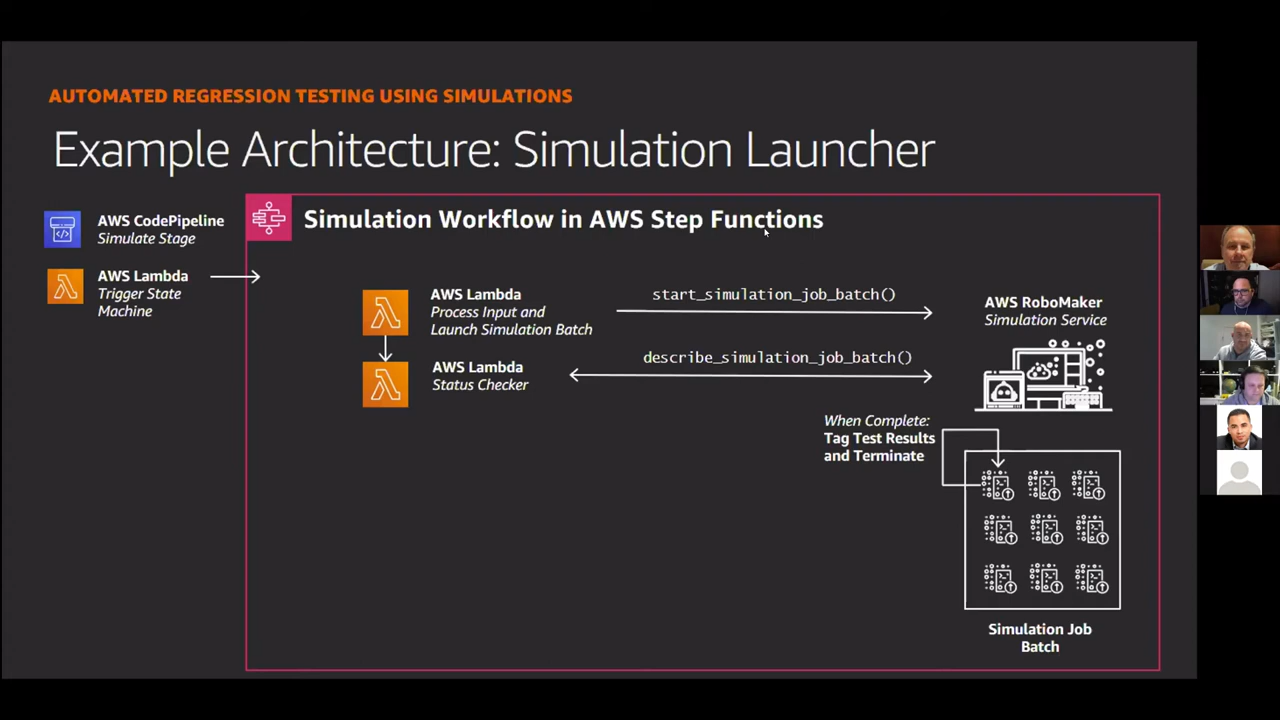 AUTOMATED REGRESSION TESTING USING SIMULATIONS
Example Architecture: Simulation Launcher
AWS CodePipeline
Simulate Stage
AWS Lambda
Trigger State
Machine
Simulation Workflow in AWS Step Functions
AWS Lambda
Process Input and
Launch Simulation Batch
start_simulation_job_batch()
AWS RoboMaker
Simulation Service
AWS Lambda
Status Checker
describe_simulation_job_batch()
When Complete:
Tag Test Results
and Terminate
Simulation Job
Batch